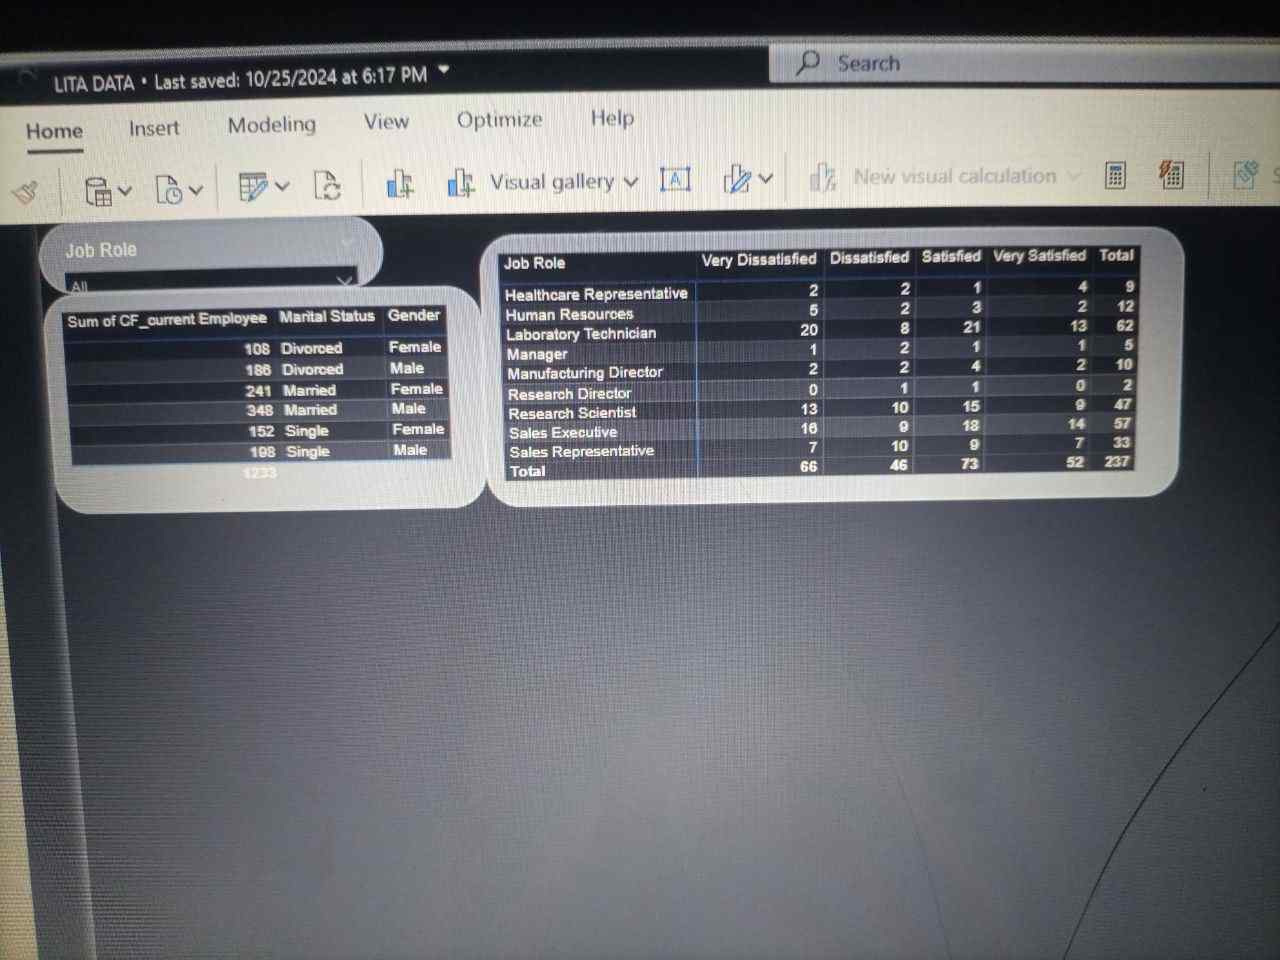 LITA DATA • Last saved: 10/25/2024 at 6:17 PM
Search
Home Insert Modeling View Optimize Help
Visual gallery New visual calculation
Job Role
All
Sum of CF_current Employee Marital Status Gender
108 Divorced Female
186 Divorced Male
241 Married Female
348 Married Male
152 Single Female
198 Single Male
1233
Job Role Very Dissatisfied Dissatisfied Satisfied Very Satisfied Total
Healthcare Representative 2 2 1 4 9
Human Resources 5 2 3 2 12
Laboratory Technician 20 8 21 13 62
Manager 1 2 1 1 5
Manufacturing Director 2 2 4 2 10
Research Director 0 1 1 0 2
Research Scientist 13 10 15 9 47
Sales Executive 16 9 18 14 57
Sales Representative 7 10 9 7 33
Total 66 46 73 52 237